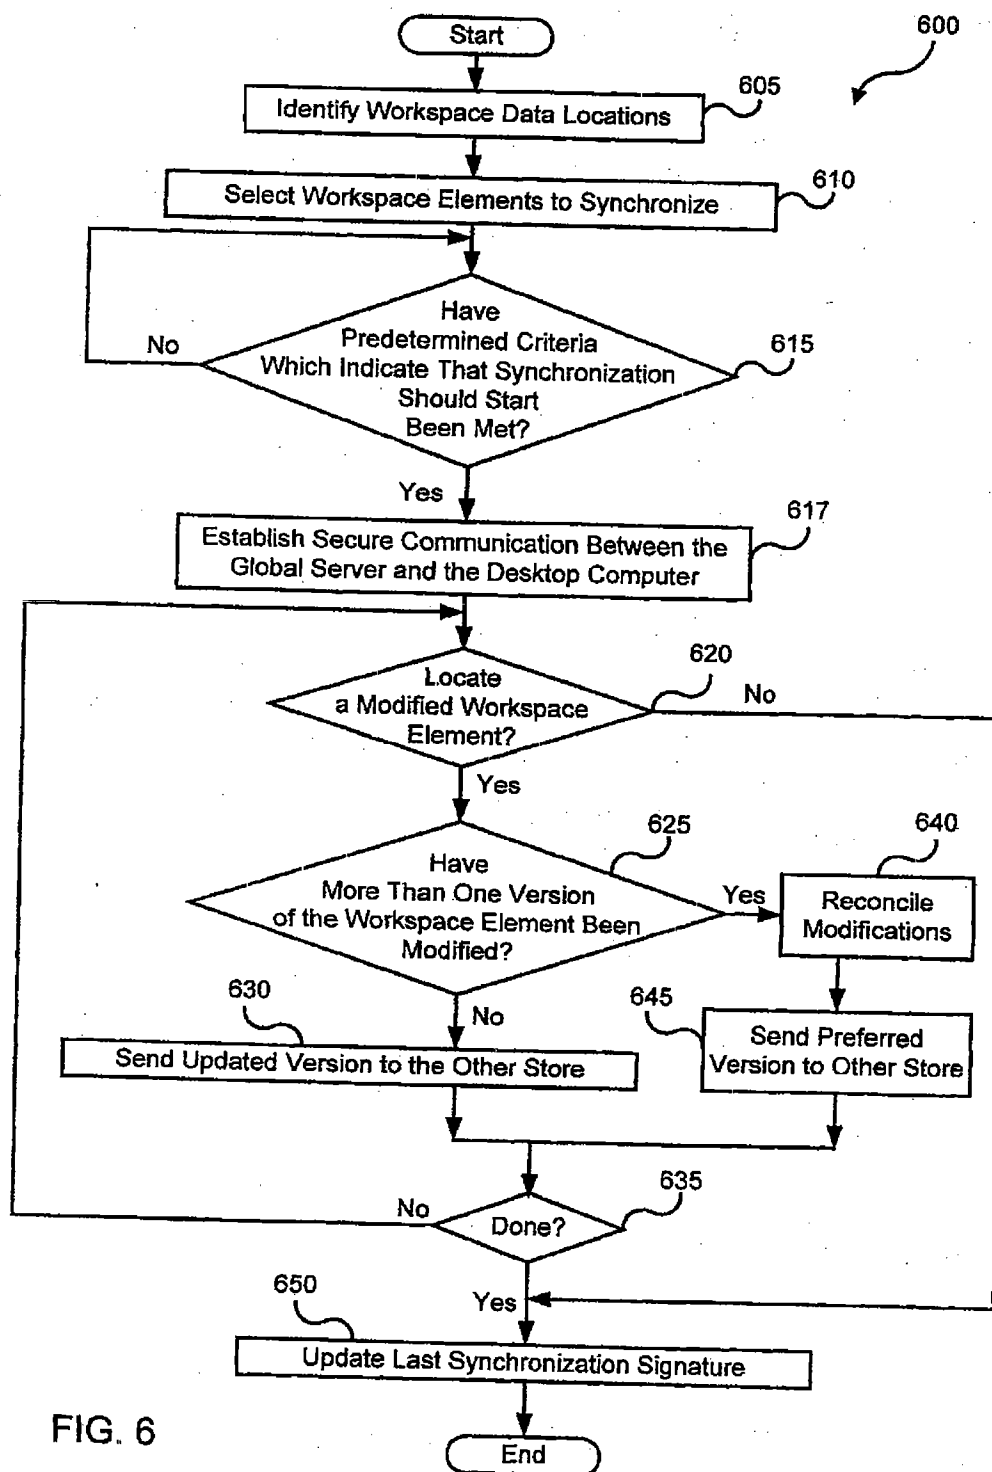 Start
600
605
Identify Workspace Data Locations
610
Select Workspace Elements to Synchronize
Have
Predetermined Criteria
Which Indicate That Synchronization
Should Start
Been Met?
615
No
Yes
617
Establish Secure Communication Between the
Global Server and the Desktop Computer
620
Locate
a Modified Workspace
Element?
No
Yes
625
Have
More Than One Version
of the Workspace Element Been
Modified?
Yes
640
Reconcile
Modifications
630
No
Send Updated Version to the Other Store
645
Send Preferred
Version to Other Store
635
No
Done?
650
Yes
Update Last Synchronization Signature
End
FIG. 6